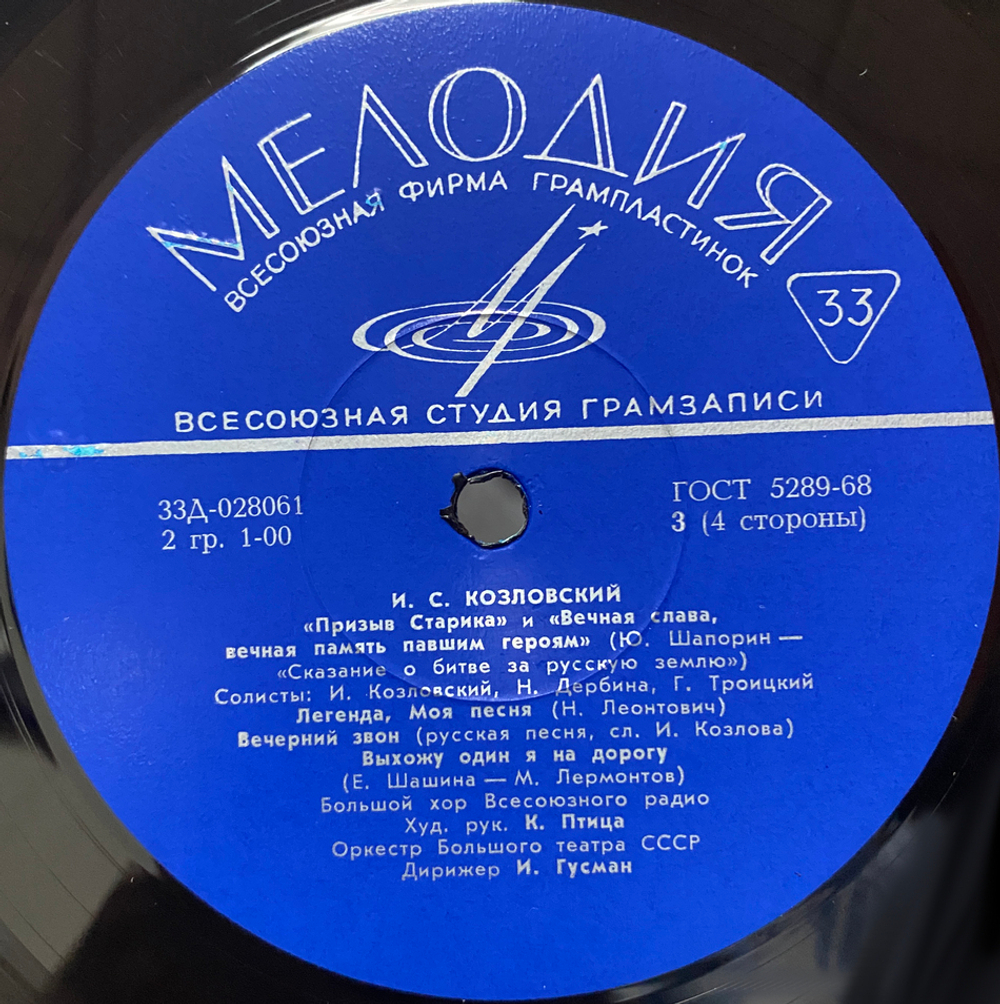 МЕЛОДИЯ
ВСЕСОЮЗНАЯ ФИРМА ГРАМПЛАСТИНОК
33
ВСЕСОЮЗНАЯ СТУДИЯ ГРАМЗАПИСИ
33Д-028061
2 гр. 1-00
ГОСТ 5289-68
3 (4 стороны)
И. С. КОЗЛОВСКИЙ
«Призыв Старика» и «Вечная слава,
вечная память павшим героям» (Ю. Шапорин —
«Сказание о битве за русскую землю»)
Солисты: И. Козловский, Н. Дербина, Г. Троицкий
Легенда, Моя песня (Н. Леонтович)
Вечерний звон (русская песня, сл. И. Козлова)
Выхожу один я на дорогу
(Е. Шашина — М. Лермонтов)
Большой хор Всесоюзного радио
Худ. рук. К. Птица
Оркестр Большого театра СССР
Дирижер И. Гусман